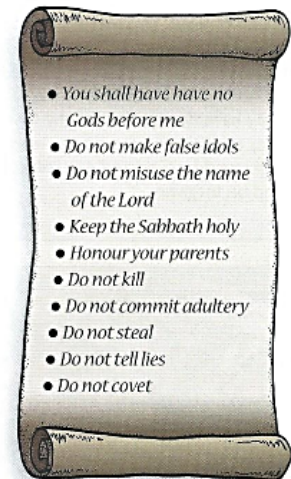 • You shall have have no
Gods before me
• Do not make false idols
• Do not misuse the name
of the Lord
• Keep the Sabbath holy
• Honour your parents
• Do not kill
• Do not commit adultery
• Do not steal
• Do not tell lies
• Do not covet